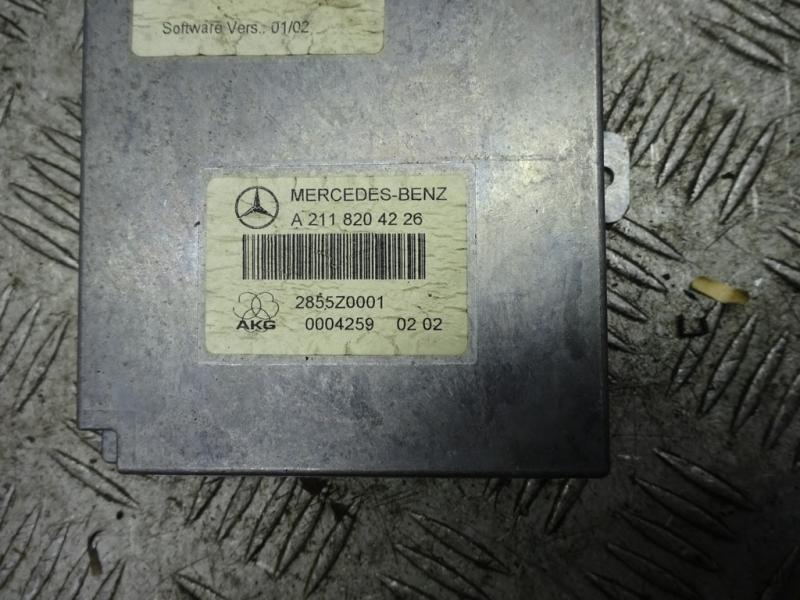 Software Vers.: 01/02
MERCEDES-BENZ
A 211 820 42 26
2855Z0001
AKG
0004259 02 02